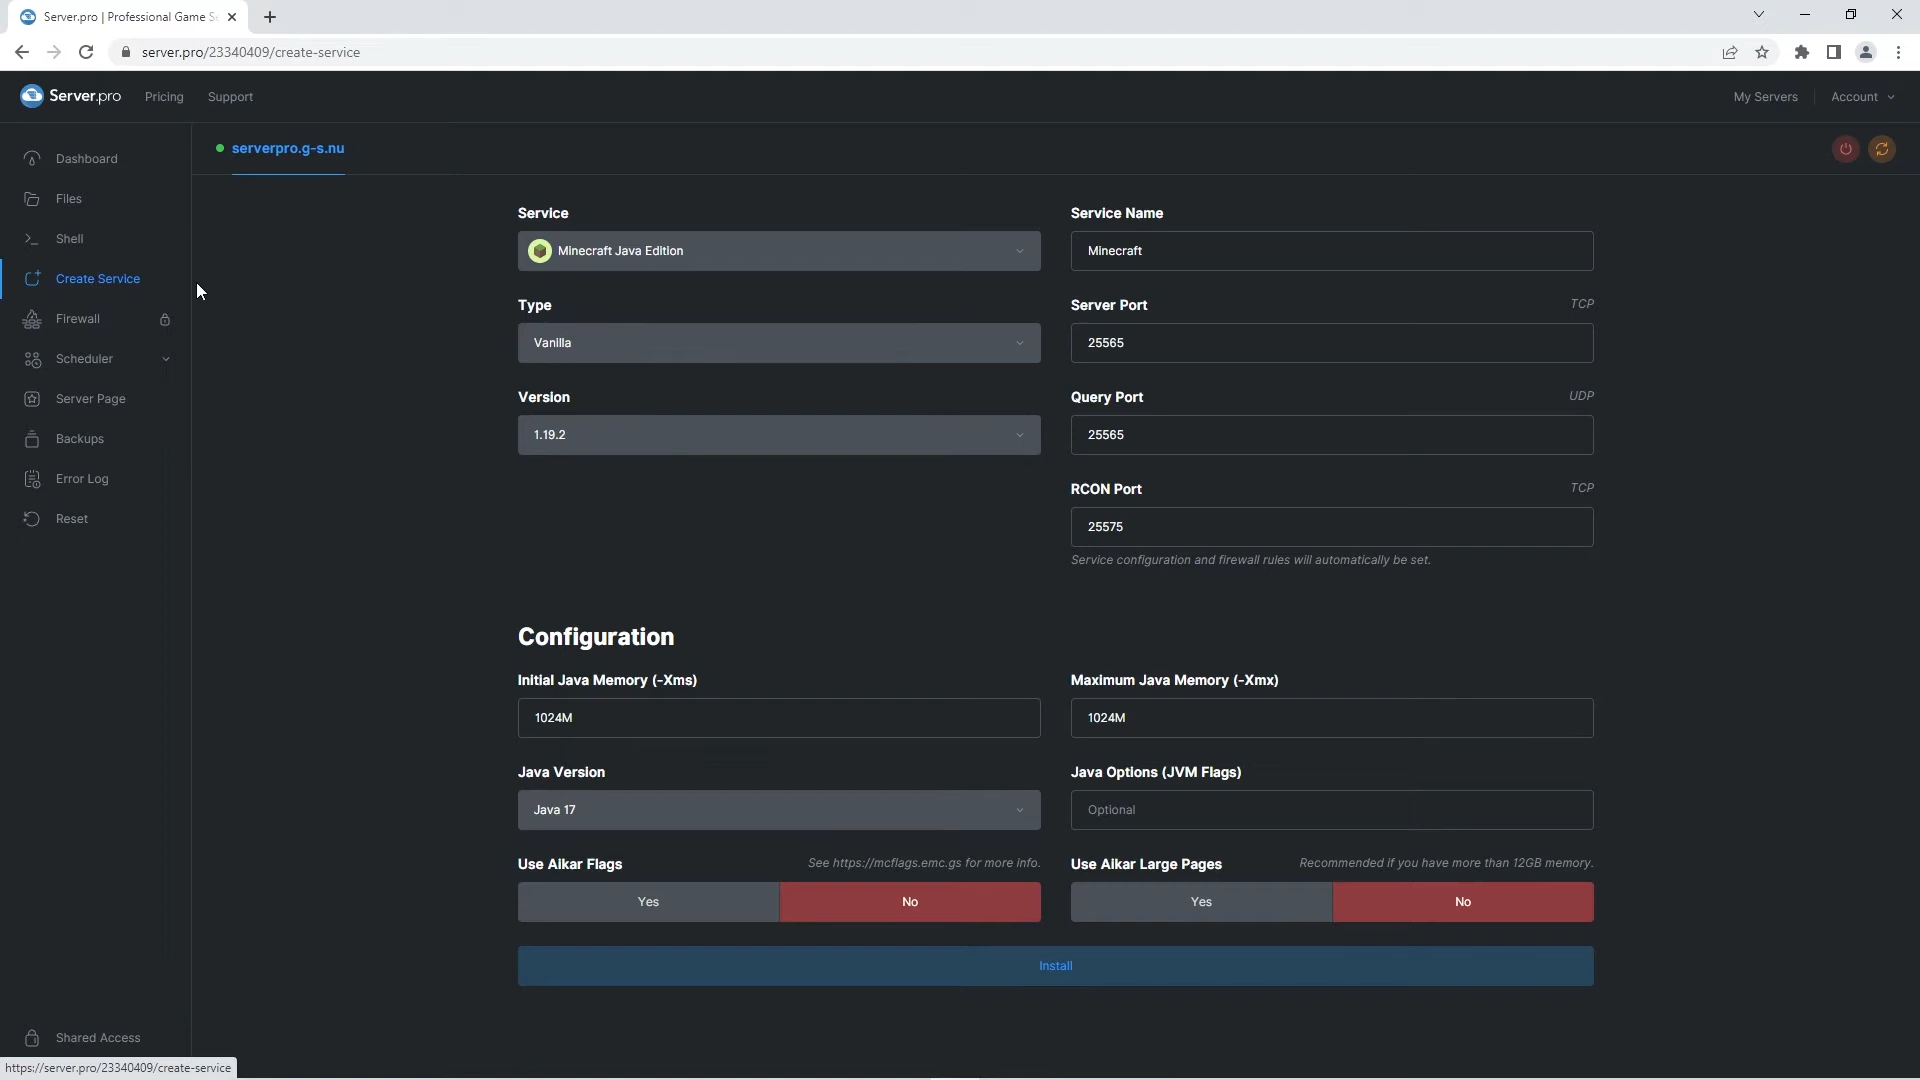 Server.pro | Professional Game S
server.pro/23340409/create-service
Server.pro
Pricing
Support
My Servers
Account
Dashboard
Files
Shell
Create Service
Firewall
Scheduler
Server Page
Backups
Error Log
Reset
Shared Access
https://server.pro/23340409/create-service
serverpro.g-s.nu
Service
Minecraft Java Edition
Service Name
Minecraft
Type
Vanilla
Server Port
TCP
25565
Version
1.19.2
Query Port
UDP
25565
RCON Port
TCP
25575
Service configuration and firewall rules will automatically be set.
Configuration
Initial Java Memory (-Xms)
1024M
Maximum Java Memory (-Xmx)
1024M
Java Version
Java 17
Java Options (JVM Flags)
Optional
Use Aikar Flags
See https://mcflags.emc.gs for more info.
Yes
No
Use Aikar Large Pages
Recommended if you have more than 12GB memory.
Yes
No
Install